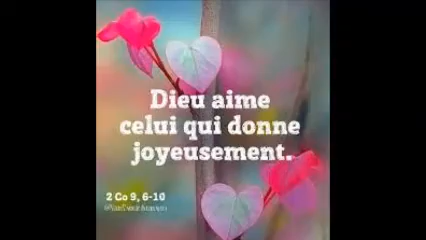 Dieu aime
celui qui donne
joyeusement.
2 Co 9, 6-10